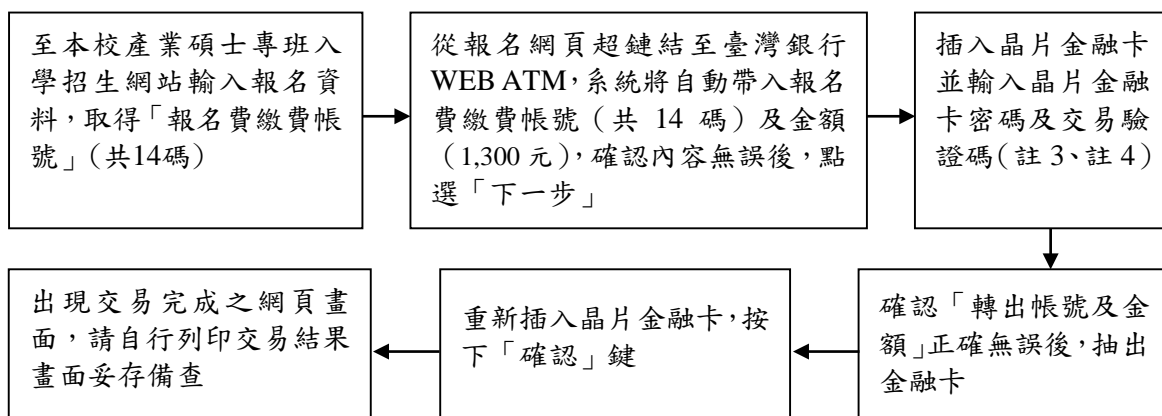 至本校產業碩士專班入
學招生網站輸入報名資
料，取得「報名費繳費帳
號」(共14碼)
從報名網頁超鏈結至臺灣銀行
WEB ATM，系統將自動帶入報名
費繳費帳號（共 14 碼）及金額
（1,300 元），確認內容無誤後，點
選「下一步」
插入晶片金融卡
並輸入晶片金融
卡密碼及交易驗
證碼(註 3、註 4)
確認「轉出帳號及金
額」正確無誤後，抽出
金融卡
重新插入晶片金融卡，按
下「確認」鍵
出現交易完成之網頁畫
面，請自行列印交易結果
畫面妥存備查